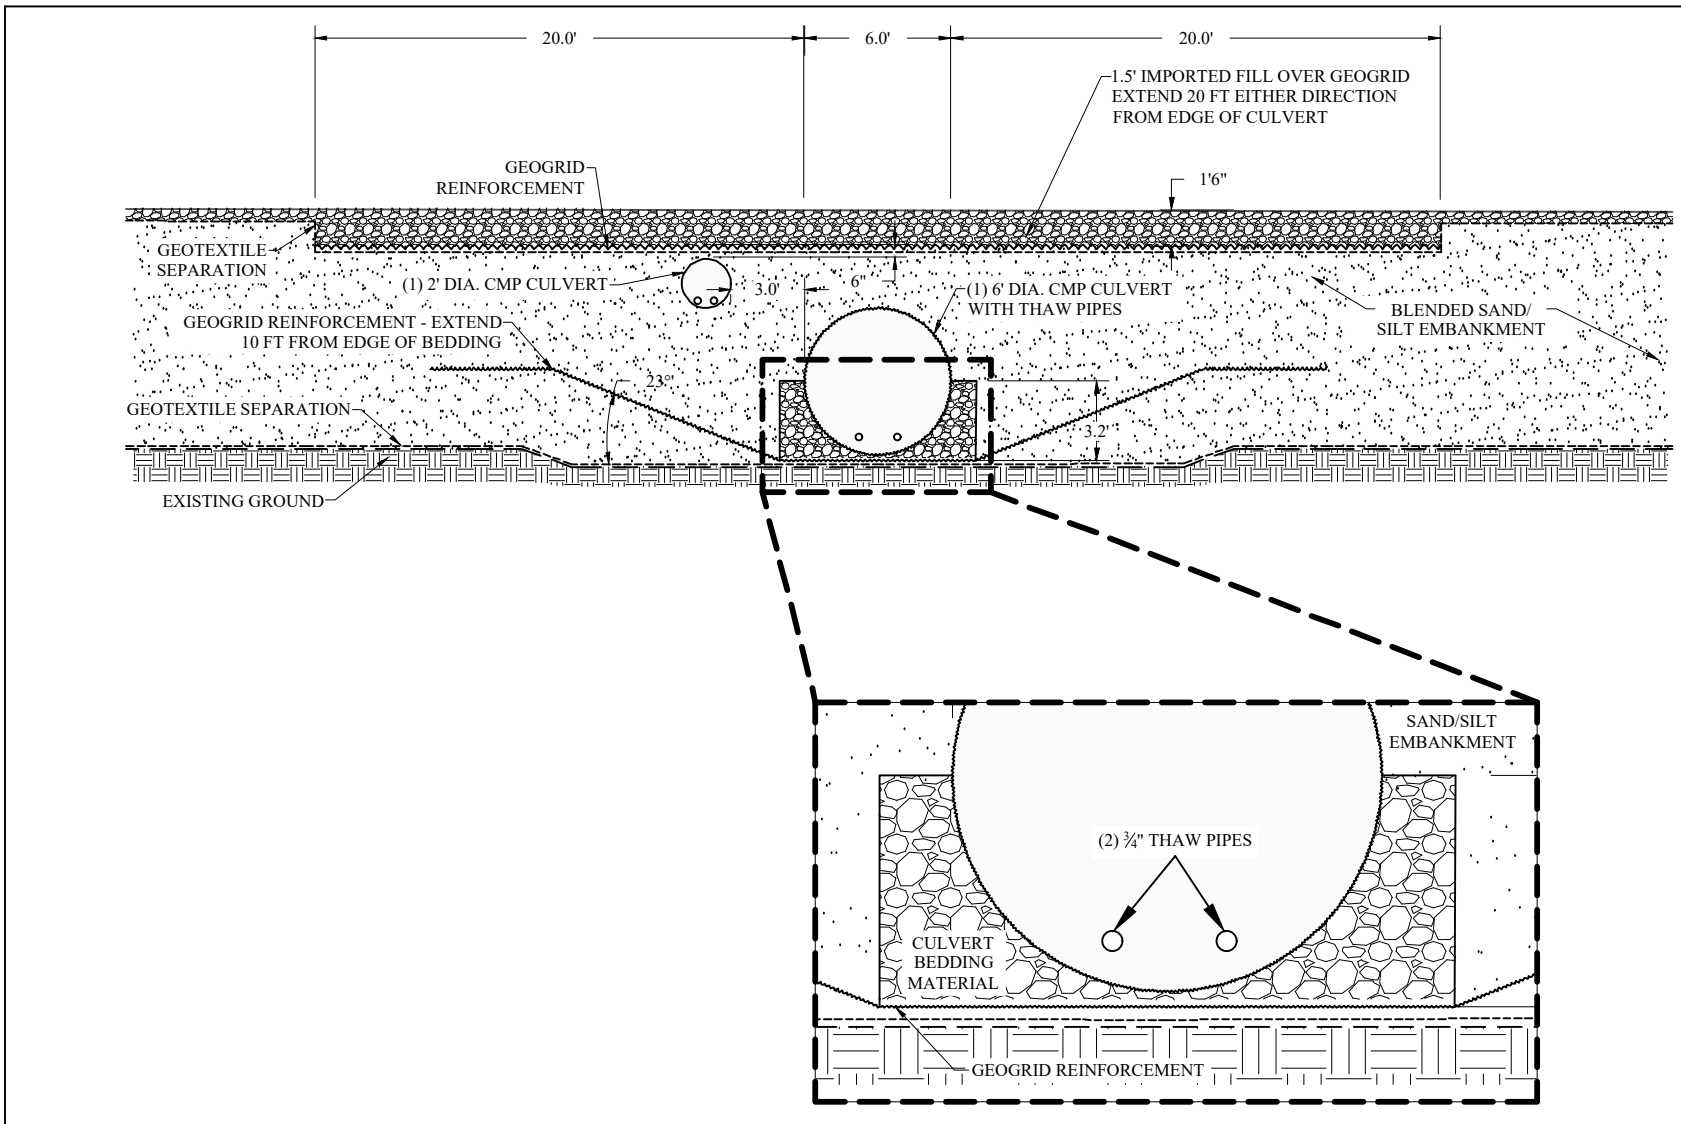 20.0'
6.0'
20.0'
1.5' IMPORTED FILL OVER GEOGRID
EXTEND 20 FT EITHER DIRECTION
FROM EDGE OF CULVERT
GEOGRID
REINFORCEMENT
1'6"
GEOTEXTILE
SEPARATION
(1) 2' DIA. CMP CULVERT
3.0'
6"
(1) 6' DIA. CMP CULVERT
WITH THAW PIPES
BLENDED SAND/
SILT EMBANKMENT
GEOGRID REINFORCEMENT - EXTEND
10 FT FROM EDGE OF BEDDING
23°
GEOTEXTILE SEPARATION
3.2'
EXISTING GROUND
SAND/SILT
EMBANKMENT
(2) ¾" THAW PIPES
CULVERT
BEDDING
MATERIAL
GEOGRID REINFORCEMENT